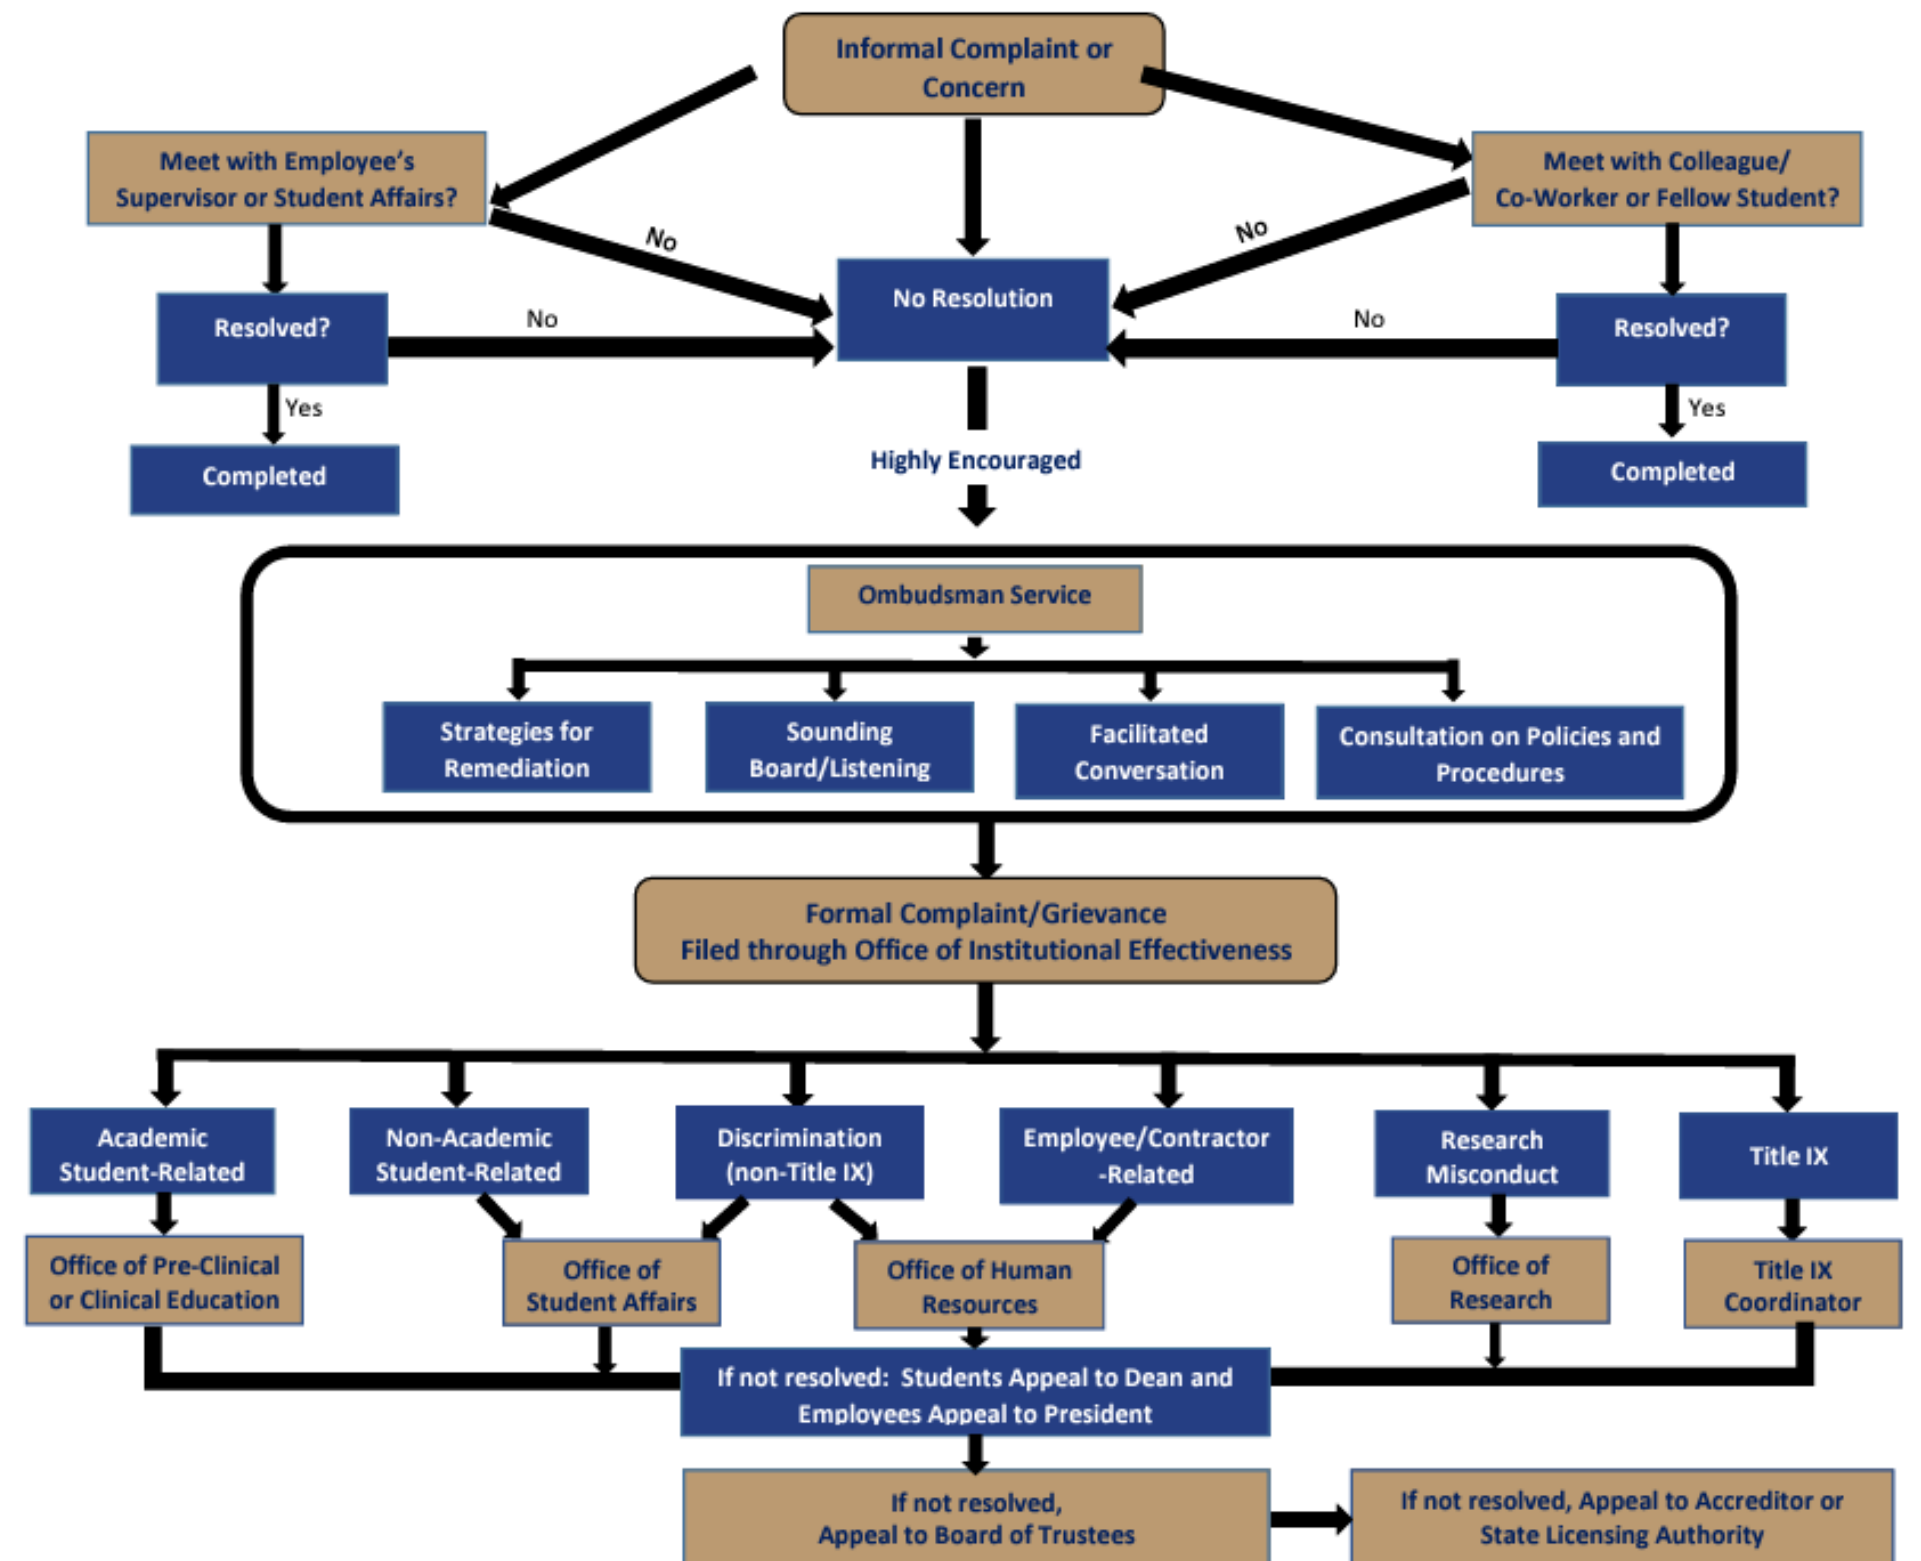 Informal Complaint or
Concern
Meet with Employee's
Supervisor or Student Affairs?
Meet with Colleague/
Co-Worker or Fellow Student?
No
No
No Resolution
Resolved?
No
No
Resolved?
Yes
Yes
Completed
Highly Encouraged
Completed
Ombudsman Service
Strategies for
Remediation
Sounding
Board/Listening
Facilitated
Conversation
Consultation on Policies and
Procedures
Formal Complaint/Grievance
Filed through Office of Institutional Effectiveness
Academic
Student-Related
Non-Academic
Student-Related
Discrimination
(non-Title IX)
Employee/Contractor
-Related
Research
Misconduct
Title IX
Office of Pre-Clinical
or Clinical Education
Office of
Student Affairs
Office of Human
Resources
Office of
Research
Title IX
Coordinator
If not resolved: Students Appeal to Dean and
Employees Appeal to President
If not resolved,
Appeal to Board of Trustees
If not resolved, Appeal to Accreditor or
State Licensing Authority